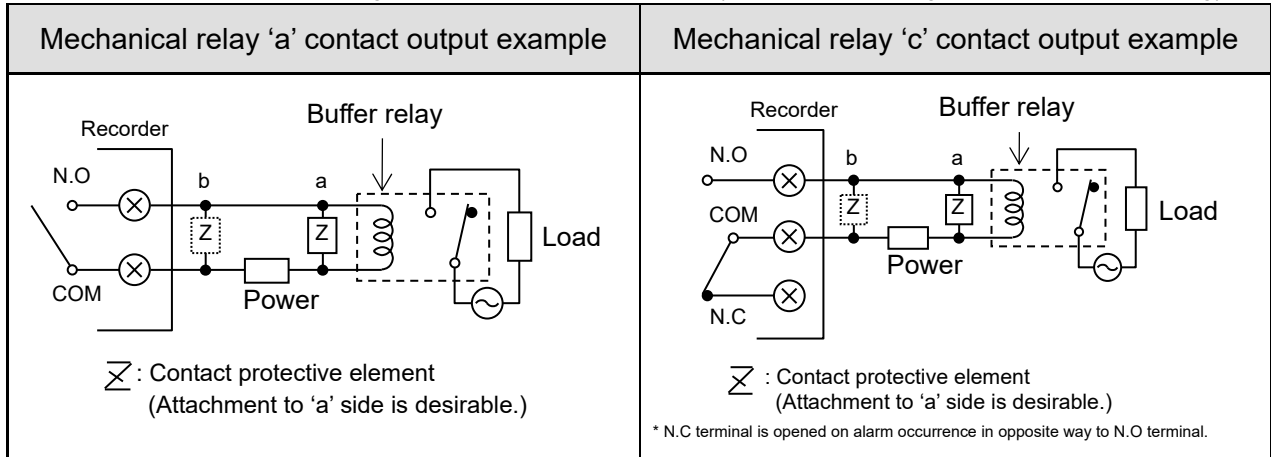 Mechanical relay ‘a’ contact output example
Buffer relay
Recorder
N.O
b
a
Z
Z
Load
COM
Power
Z : Contact protective element
(Attachment to ‘a’ side is desirable.)
Mechanical relay ‘c’ contact output example
Buffer relay
Recorder
N.O
b
a
Z
Z
COM
Load
Power
N.C
Z : Contact protective element
(Attachment to ‘a’ side is desirable.)
* N.C terminal is opened on alarm occurrence in opposite way to N.O terminal.